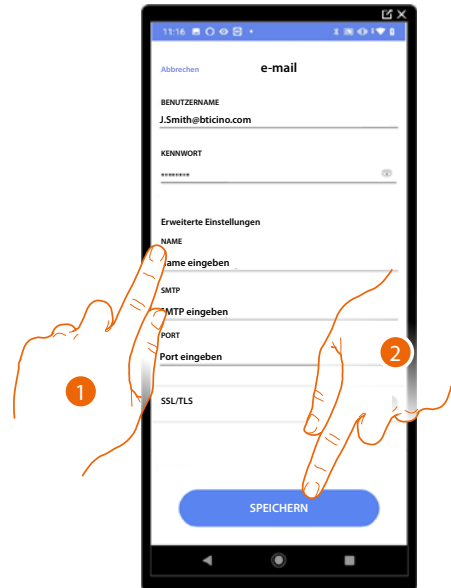 11:16
Abbrechen e-mail
BENUTZERNAME
J.Smith@bticino.com
KENNWORT
********
Erweiterte Einstellungen
NAME
ame eingeben
SMTP
MTP eingeben
PORT
Port eingeben
SSL/TLS
SPEICHERN
1
2